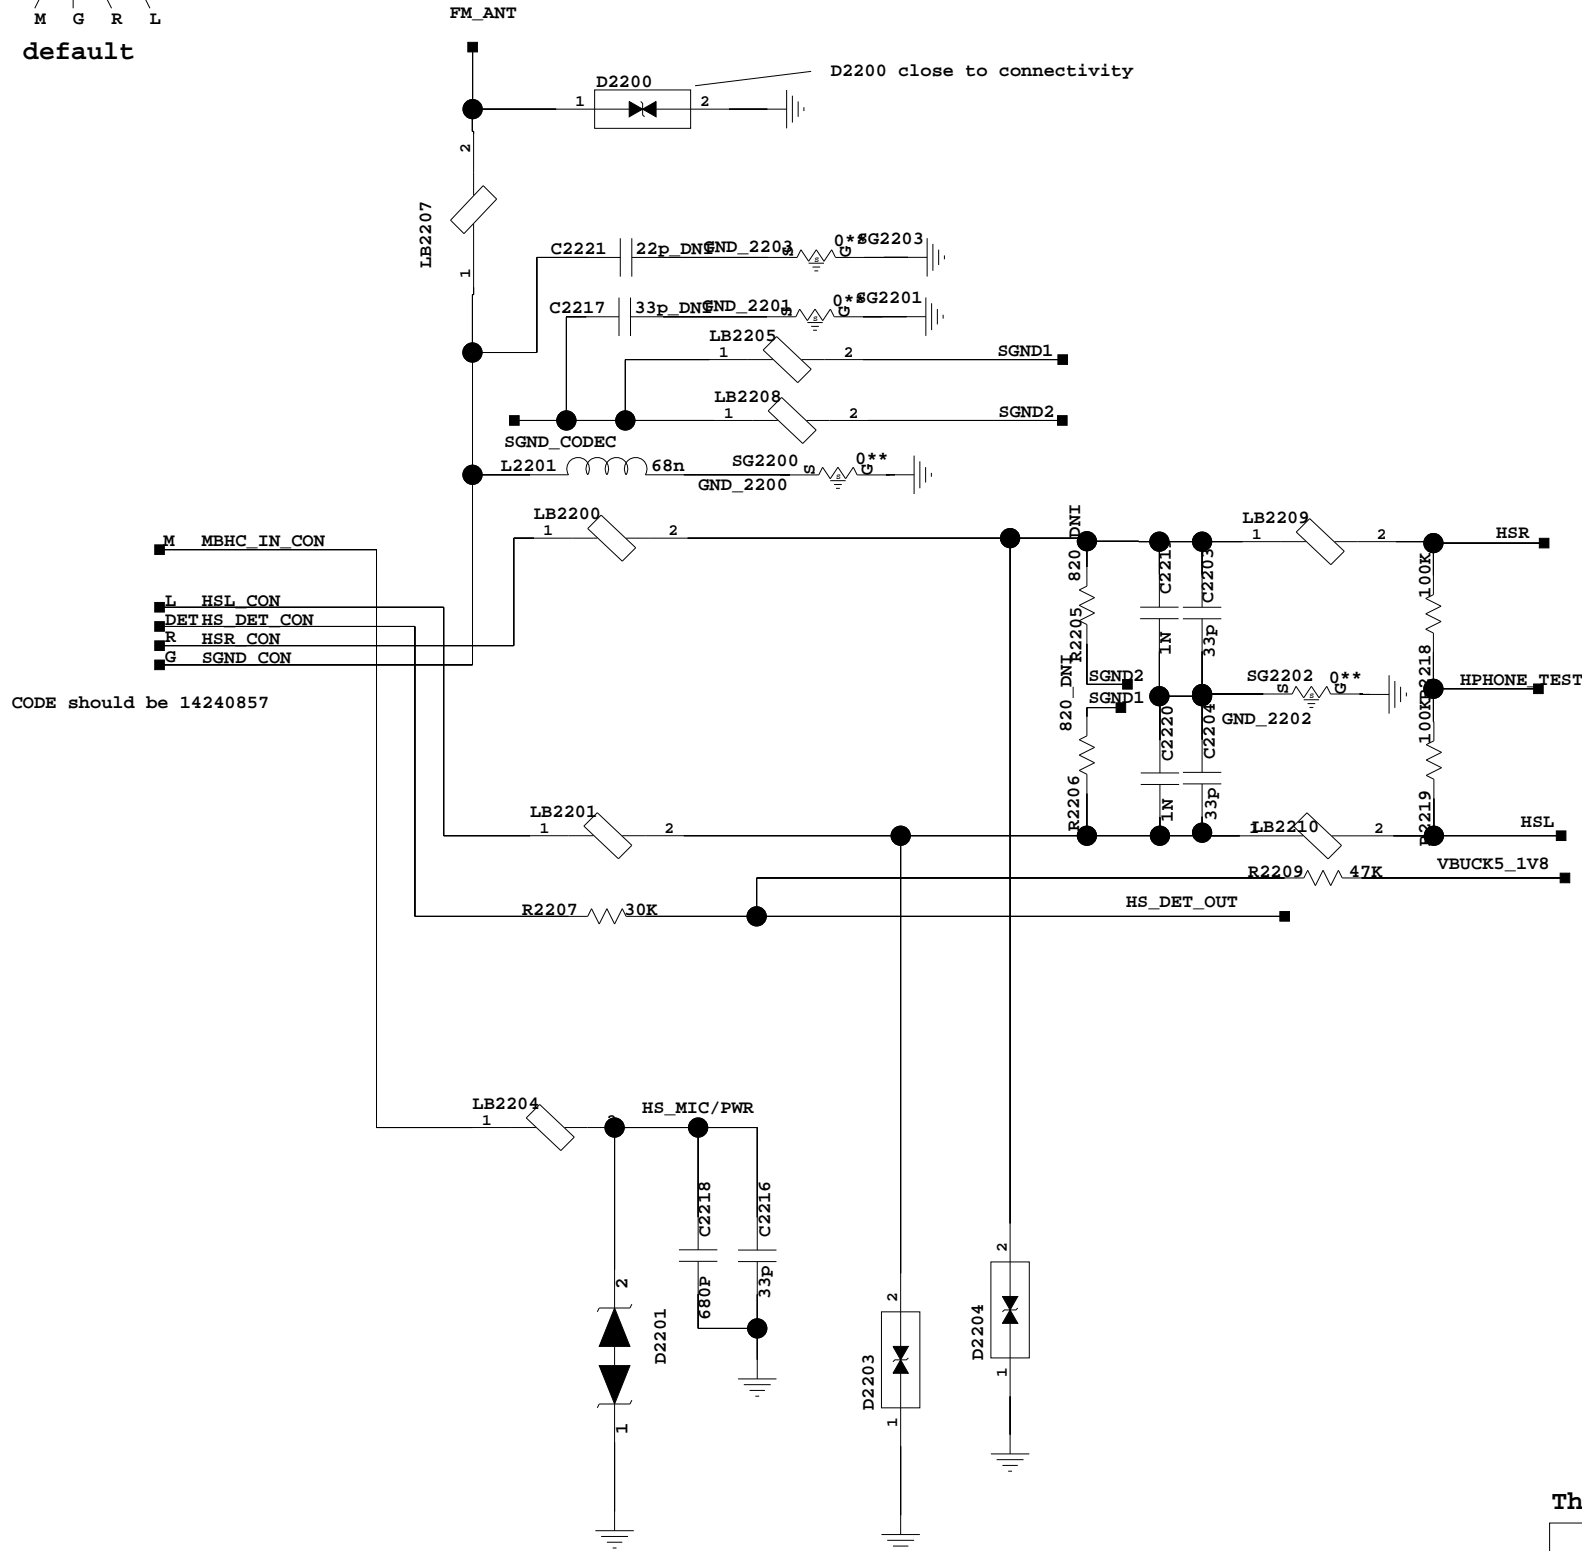 M G R L
default
FM_ANT
D2200 close to connectivity
D2200
1 2
2
LB2207
1
C2221 22p_DNI GND_2203 S 0** G SG2203
C2217 33p_DNI GND_2201 S 0** G SG2201
LB2205
1 2 SGND1
LB2208
1 2 SGND2
SGND_CODEC
L2201 68n SG2200 S 0** G
GND_2200
LB2200
1 2
820_DNI
R2205
1N
C2203
33p
LB2209
1 2
HSR
100K
R2218
M MBHC_IN_CON
L HSL_CON
DET HS_DET_CON
R HSR_CON
G SGND_CON
SGND2
SGND1
SG2202 S 0** G
GND_2202
HPHONE_TEST
CODE should be 14240857
820_DNI
R2206
C2220
1N
C2204
33p
100K
R2219
LB2201
1 2
LB2210
1 2
HSL
VBUCK5_1V8
R2209 47K
R2207 30K
HS_DET_OUT
LB2204
1 2
HS_MIC/PWR
C2218
680P
C2216
33p
2
D2201
1
2
D2203
1
2
D2204
1
Th